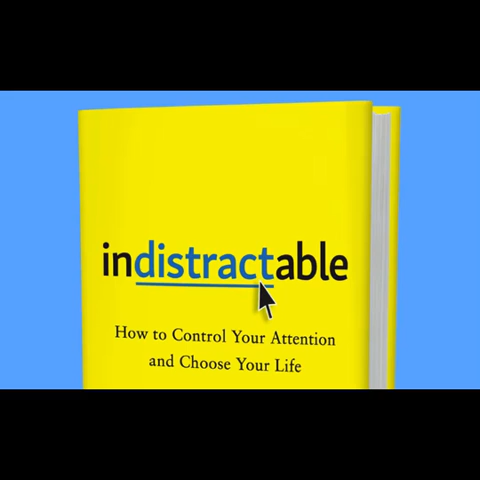 indistractable
How to Control Your Attention
and Choose Your Life